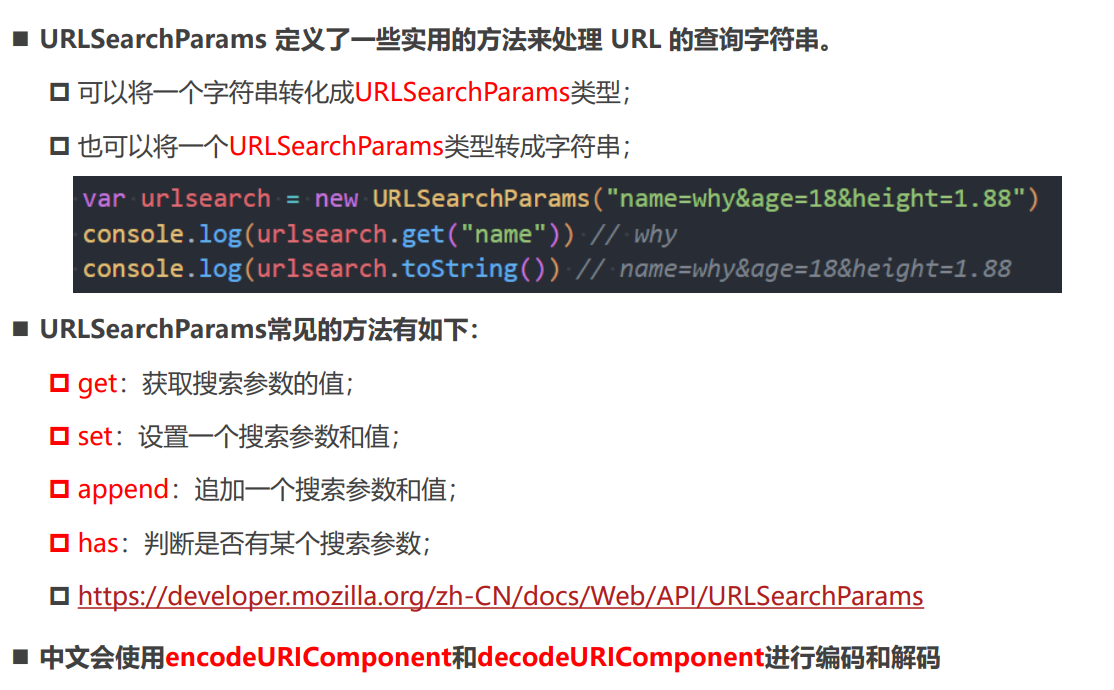 URLSearchParams 定义了一些实用的方法来处理 URL 的查询字符串。
可以将一个字符串转化成URLSearchParams类型；
也可以将一个URLSearchParams类型转成字符串；
var urlsearch = new URLSearchParams("name=why&age=18&height=1.88")
console.log(urlsearch.get("name")) // why
console.log(urlsearch.toString()) // name=why&age=18&height=1.88
URLSearchParams常见的方法有如下：
get：获取搜索参数的值；
set：设置一个搜索参数和值；
append：追加一个搜索参数和值；
has：判断是否有某个搜索参数；
https://developer.mozilla.org/zh-CN/docs/Web/API/URLSearchParams
中文会使用encodeURIComponent和decodeURIComponent进行编码和解码